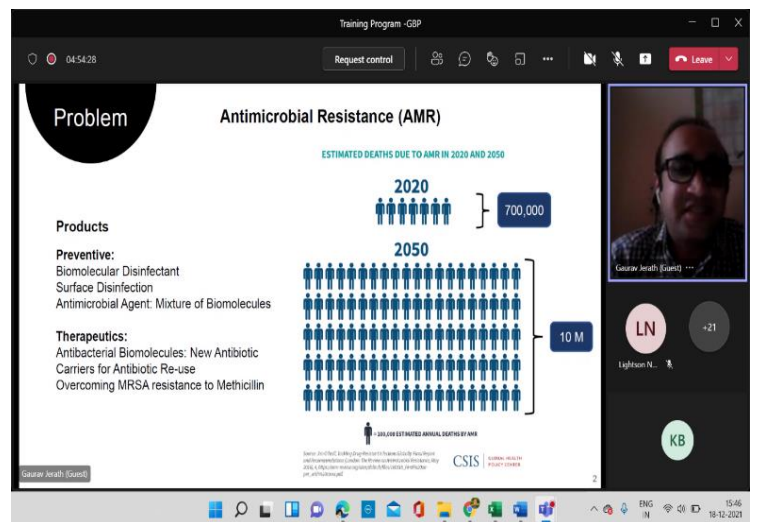 Training Program -GBP
04:54:28
Request control
Leave
Problem
Antimicrobial Resistance (AMR)
ESTIMATED DEATHS DUE TO AMR IN 2020 AND 2050
2020
700,000
Products
2050
Preventive:
Biomolecular Disinfectant
Surface Disinfection
Antimicrobial Agent: Mixture of Biomolecules
10 M
Therapeutics:
Antibacterial Biomolecules: New Antibiotic
Carriers for Antibiotic Re-use
Overcoming MRSA resistance to Methicillin
ESTIMATED ANNUAL DEATHS BY AMR
CSIS
GLOBAL HEALTH
POLICY CENTER
2
Gaurav Jerath (Guest)
Gaurav Jerath (Guest)
LN
+21
Lightson N...
KB
ENG
IN
15:46
18-12-2021